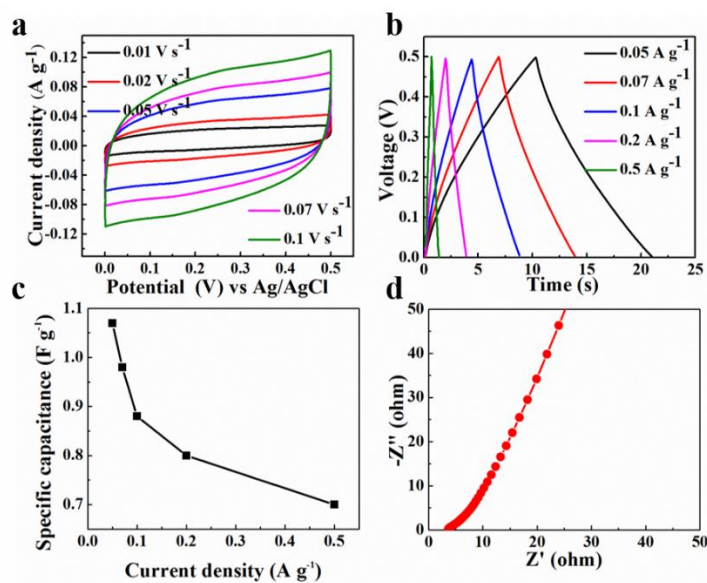 a
0.01 V s⁻¹
0.02 V s⁻¹
0.05 V s⁻¹
0.07 V s⁻¹
0.1 V s⁻¹
Current density (A g⁻¹)
0.12
0.08
0.04
0.00
-0.04
-0.08
-0.12
0.0 0.1 0.2 0.3 0.4 0.5
Potential (V) vs Ag/AgCl
b
0.05 A g⁻¹
0.07 A g⁻¹
0.1 A g⁻¹
0.2 A g⁻¹
0.5 A g⁻¹
Voltage (V)
0.6
0.5
0.4
0.3
0.2
0.1
0.0
0 5 10 15 20 25
Time (s)
c
Specific capacitance (F g⁻¹)
1.1
1.0
0.9
0.8
0.7
0.0 0.1 0.2 0.3 0.4 0.5
Current density (A g⁻¹)
d
-Z" (ohm)
50
40
30
20
10
0
0 10 20 30 40 50
Z' (ohm)